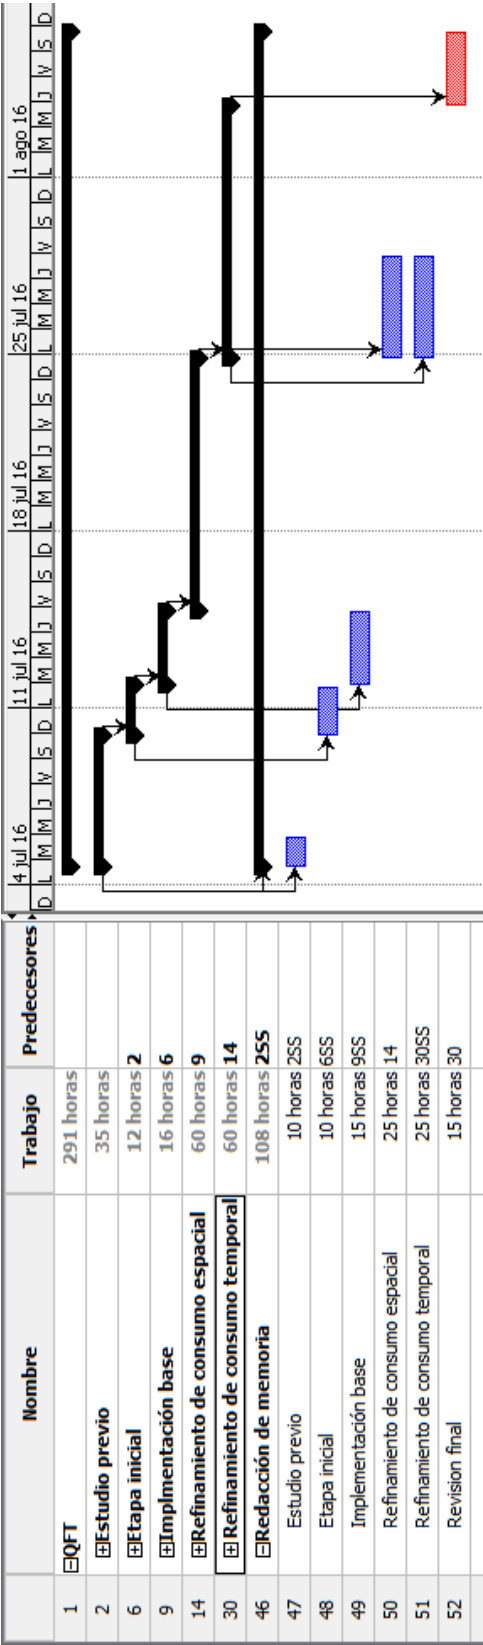 Nombre Trabajo Predecesores
1 QFT 291 horas
2 Estudio previo 35 horas
6 Etapa inicial 12 horas 2
9 Implmentación base 16 horas 6
14 Refinamiento de consumo espacial 60 horas 9
30 Refinamiento de consumo temporal 60 horas 14
46 Redacción de memoria 108 horas 2SS
47 Estudio previo 10 horas 2SS
48 Etapa inicial 10 horas 6SS
49 Implementación base 15 horas 9SS
50 Refinamiento de consumo espacial 25 horas 14
51 Refinamiento de consumo temporal 25 horas 30SS
52 Revision final 15 horas 30
4 jul 16 11 jul 16 18 jul 16 25 jul 16 1 ago 16
D L M M J V S D L M M J V S D L M M J V S D L M M J V S D L M M J V S D